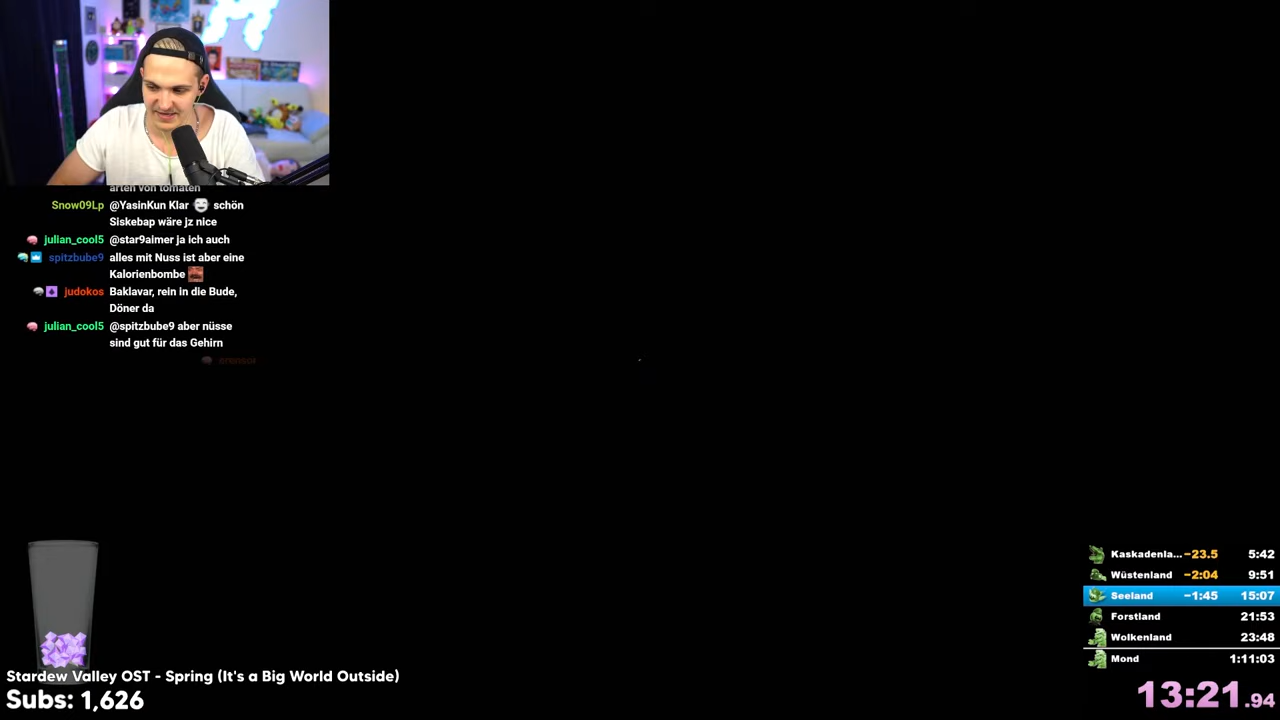 arten von tomaten
Snow09Lp @YasinKun Klar schön
Siskebap wäre jz nice
julian_cool5 @star9aimer ja ich auch
spitzbube9 alles mit Nuss ist aber eine
Kalorienbombe
judokos Baklavar, rein in die Bude,
Döner da
julian_cool5 @spitzbube9 aber nüsse
sind gut für das Gehirn
Kaskadenla... −23.5 5:42
Wüstenland −2:04 9:51
Seeland −1:45 15:07
Forstland 21:53
Wolkenland 23:48
Mond 1:11:03
13:21.94
Stardew Valley OST - Spring (It's a Big World Outside)
Subs: 1,626